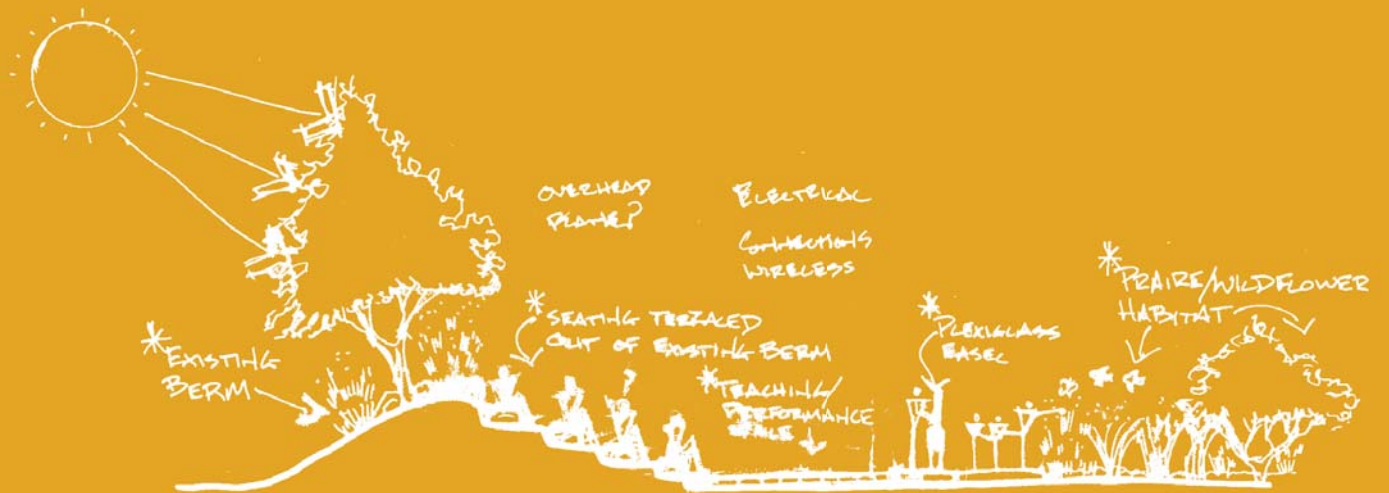 OVERHEAD
PLANE?
ELECTRICAL
CONNECTIONS
WIRELESS
*EXISTING
BERM
*SEATING TERRACED
OUT OF EXISTING BERM
*TEACHING/
PERFORMANCE
*PLEXIGLASS
EASEL
*PRAIRE/WILDFLOWER
HABITAT